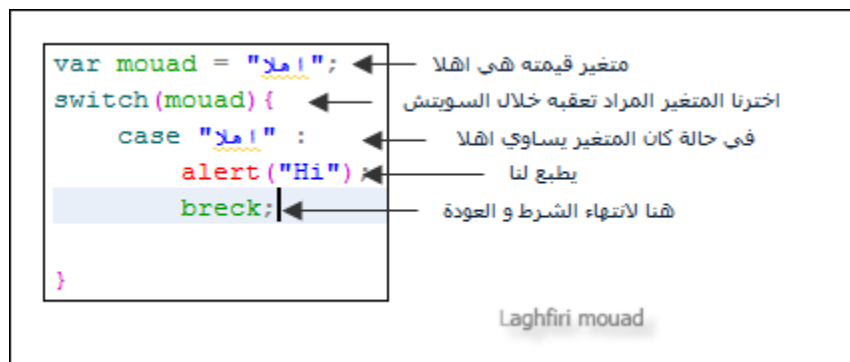 var mouad = "اهلا";
متغير قيمته هي اهلا
switch(mouad){
اخترنا المتغير المراد تعقبه خلال السويتش
case "اهلا" :
في حالة كان المتغير يساوي اهلا
alert("Hi");
يطبع لنا
breck;
هنا لانتهاء الشرط و العودة
}
Laghfiri mouad